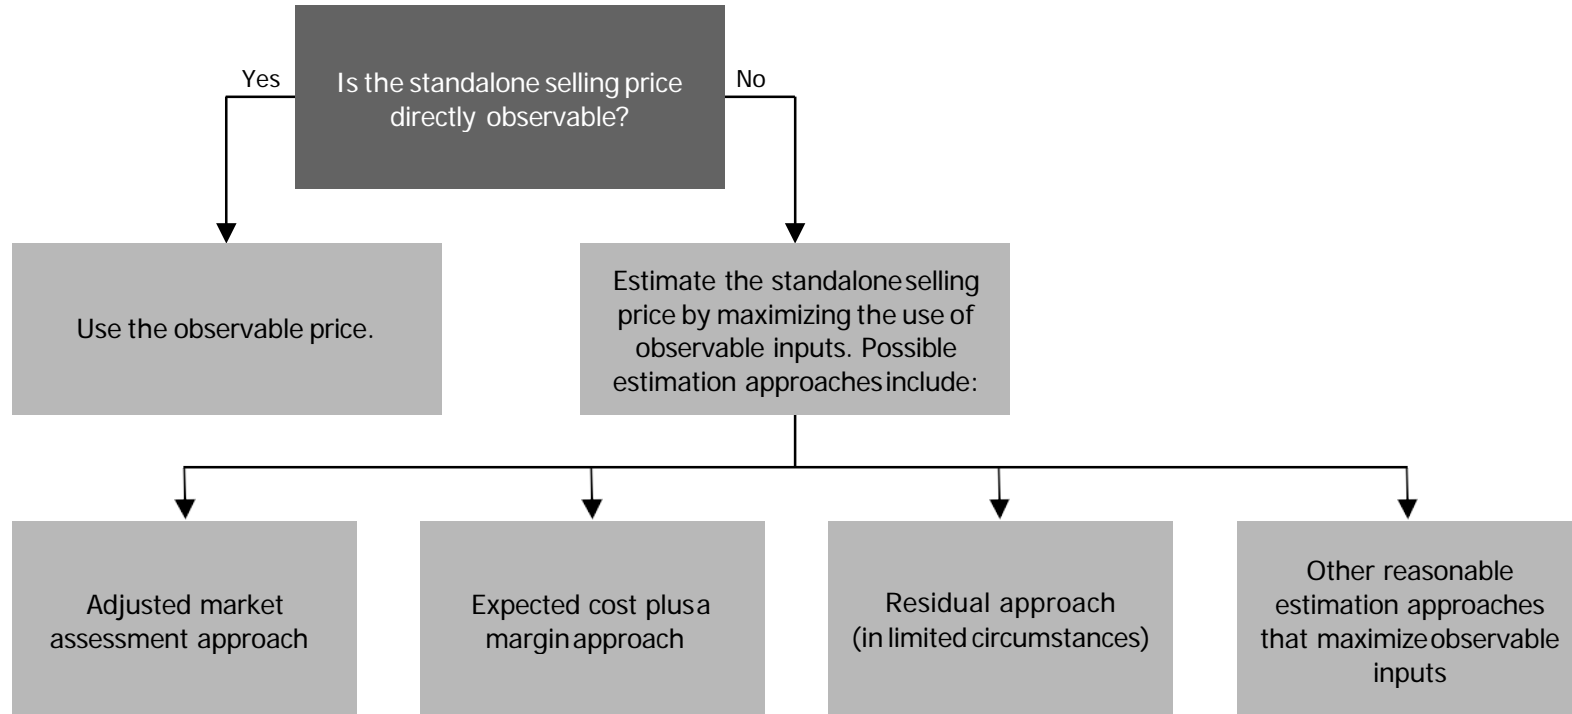 Yes
Is the standalone selling price
directly observable?
No
Use the observable price.
Estimate the standalone selling
price by maximizing the use of
observable inputs. Possible
estimation approaches include:
Adjusted market
assessment approach
Expected cost plus a
margin approach
Residual approach
(in limited circumstances)
Other reasonable
estimation approaches
that maximize observable
inputs